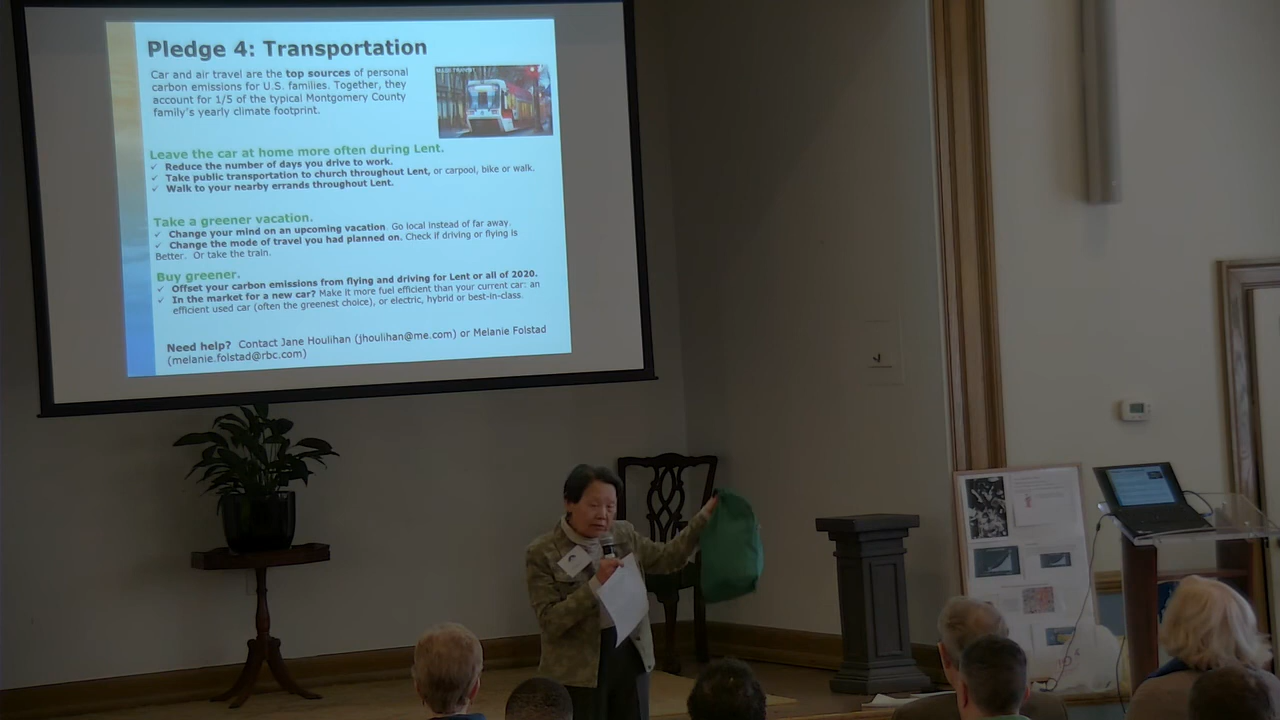 Pledge 4: Transportation
Car and air travel are the top sources of personal
carbon emissions for U.S. families. Together, they
account for 1/5 of the typical Montgomery County
family's yearly climate footprint.
Leave the car at home more often during Lent.
✓ Reduce the number of days you drive to work.
✓ Take public transportation to church throughout Lent, or carpool, bike or walk.
✓ Walk to your nearby errands throughout Lent.
Take a greener vacation.
✓ Change your mind on an upcoming vacation. Go local instead of far away.
✓ Change the mode of travel you had planned on. Check if driving or flying is
Better. Or take the train.
Buy greener.
✓ Offset your carbon emissions from flying and driving for Lent or all of 2020.
✓ In the market for a new car? Make it more fuel efficient than your current car: an
efficient used car (often the greenest choice), or electric, hybrid or best-in-class.
Need help? Contact Jane Houlihan (jhoulihan@me.com) or Melanie Folstad
(melanie.folstad@rbc.com)